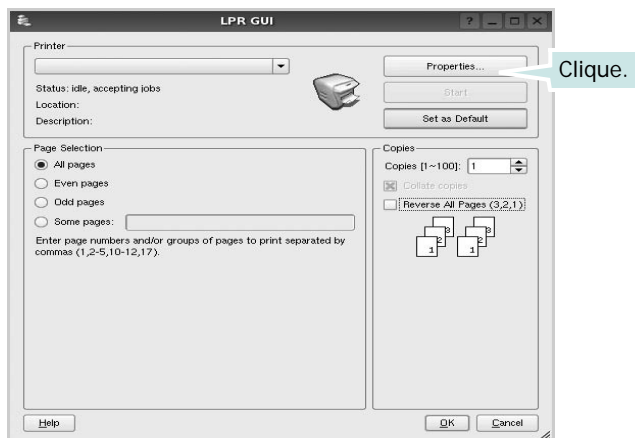 LPR GUI
Printer
Properties...
Clique.
Status: idle, accepting jobs
Start
Location:
Description:
Set as Default
Page Selection
All pages
Even pages
Odd pages
Some pages:
Enter page numbers and/or groups of pages to print separated by
commas (1,2-5,10-12,17).
Copies
Copies [1~100]: 1
Collate copies
Reverse All Pages (3,2,1)
3 3
2 2
1 1
Help
OK
Cancel